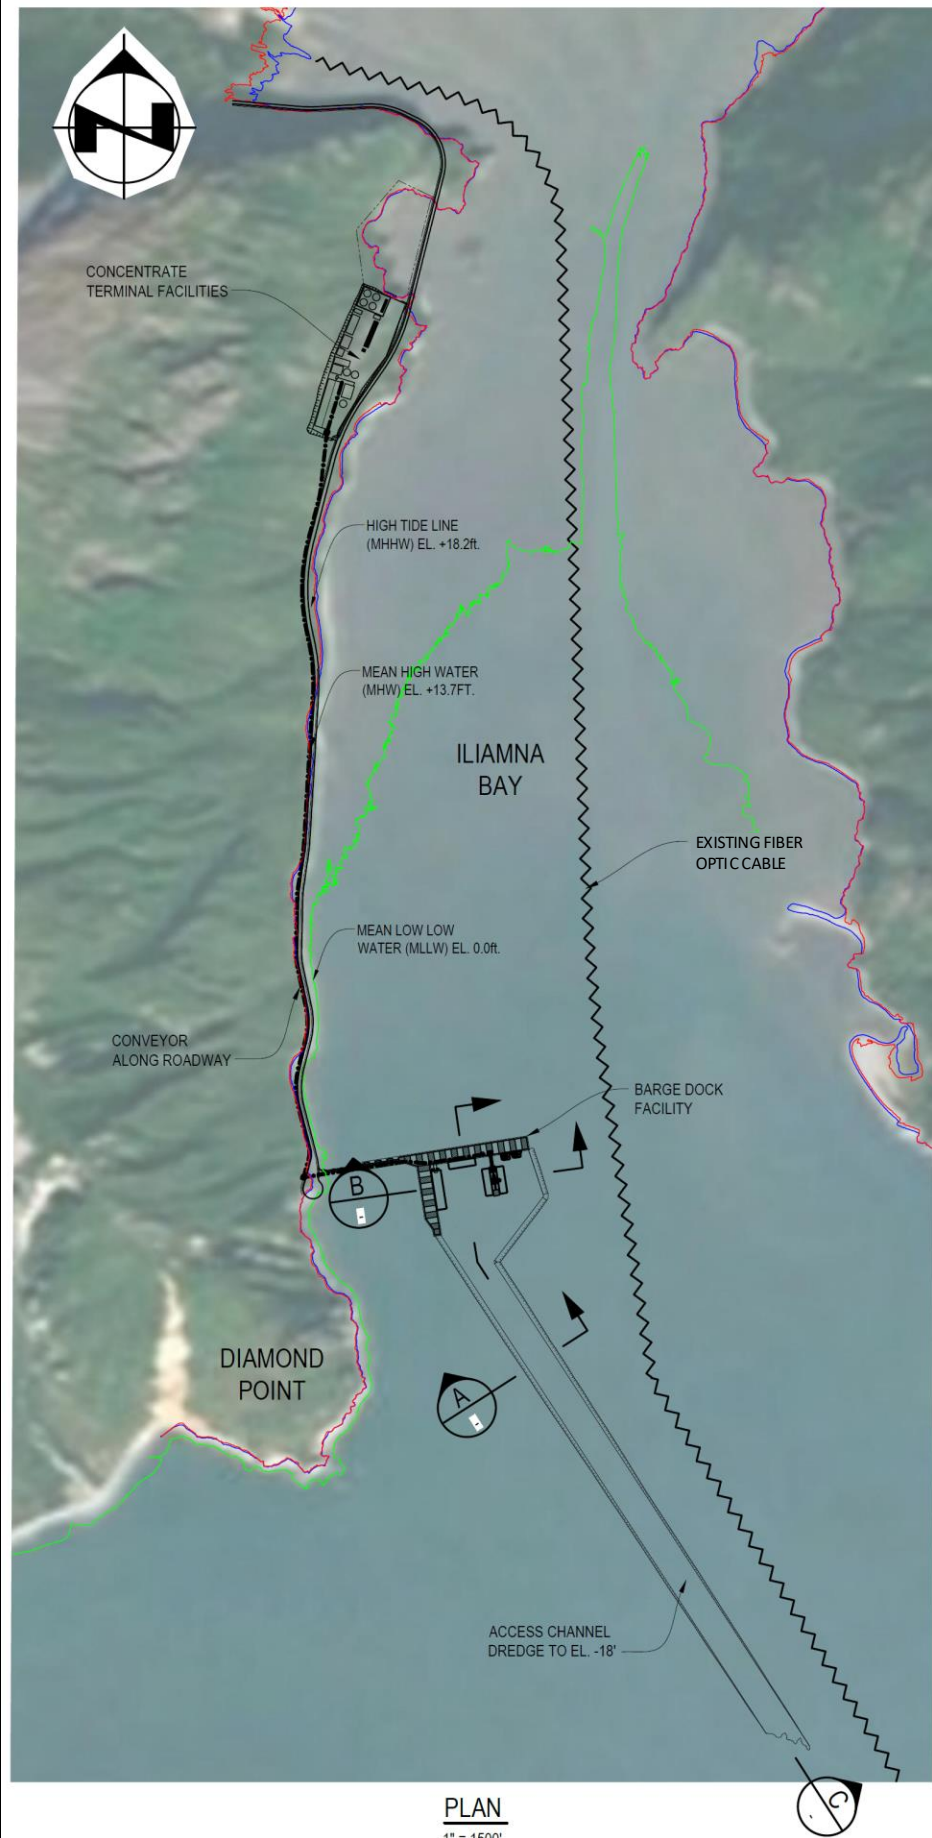 CONCENTRATE
TERMINAL FACILITIES
HIGH TIDE LINE
(MHHW) EL. +18.2ft.
MEAN HIGH WATER
(MHW) EL. +13.7FT.
ILIAMNA
BAY
EXISTING FIBER
OPTIC CABLE
MEAN LOW LOW
WATER (MLLW) EL. 0.0ft.
CONVEYOR
ALONG ROADWAY
BARGE DOCK
FACILITY
B
DIAMOND
POINT
A
ACCESS CHANNEL
DREDGE TO EL. -18'
C
PLAN
1" = 1500'